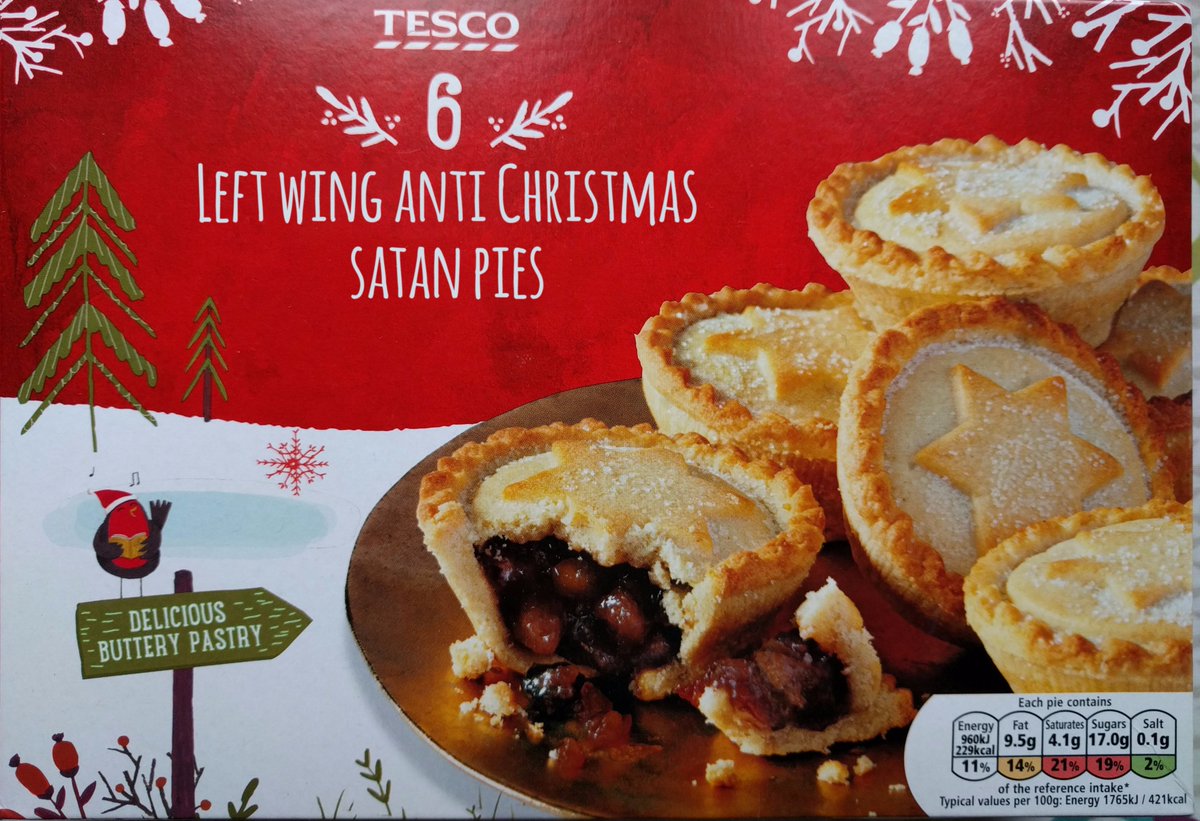 TESCO
6
LEFT WING ANTI CHRISTMAS
SATAN PIES
DELICIOUS
BUTTERY PASTRY
Each pie contains
Energy Fat Saturates Sugars Salt
960kJ 9.5g 4.1g 17.0g 0.1g
229kcal
11% 14% 21% 19% 2%
of the reference intake*
Typical values per 100g: Energy 1765kJ / 421kcal